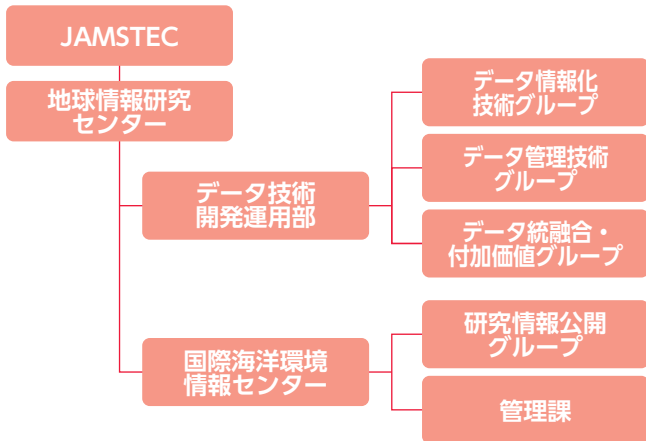 JAMSTEC
地球情報研究
センター
データ技術
開発運用部
データ情報化
技術グループ
データ管理技術
グループ
データ統融合・
付加価値グループ
国際海洋環境
情報センター
研究情報公開
グループ
管理課